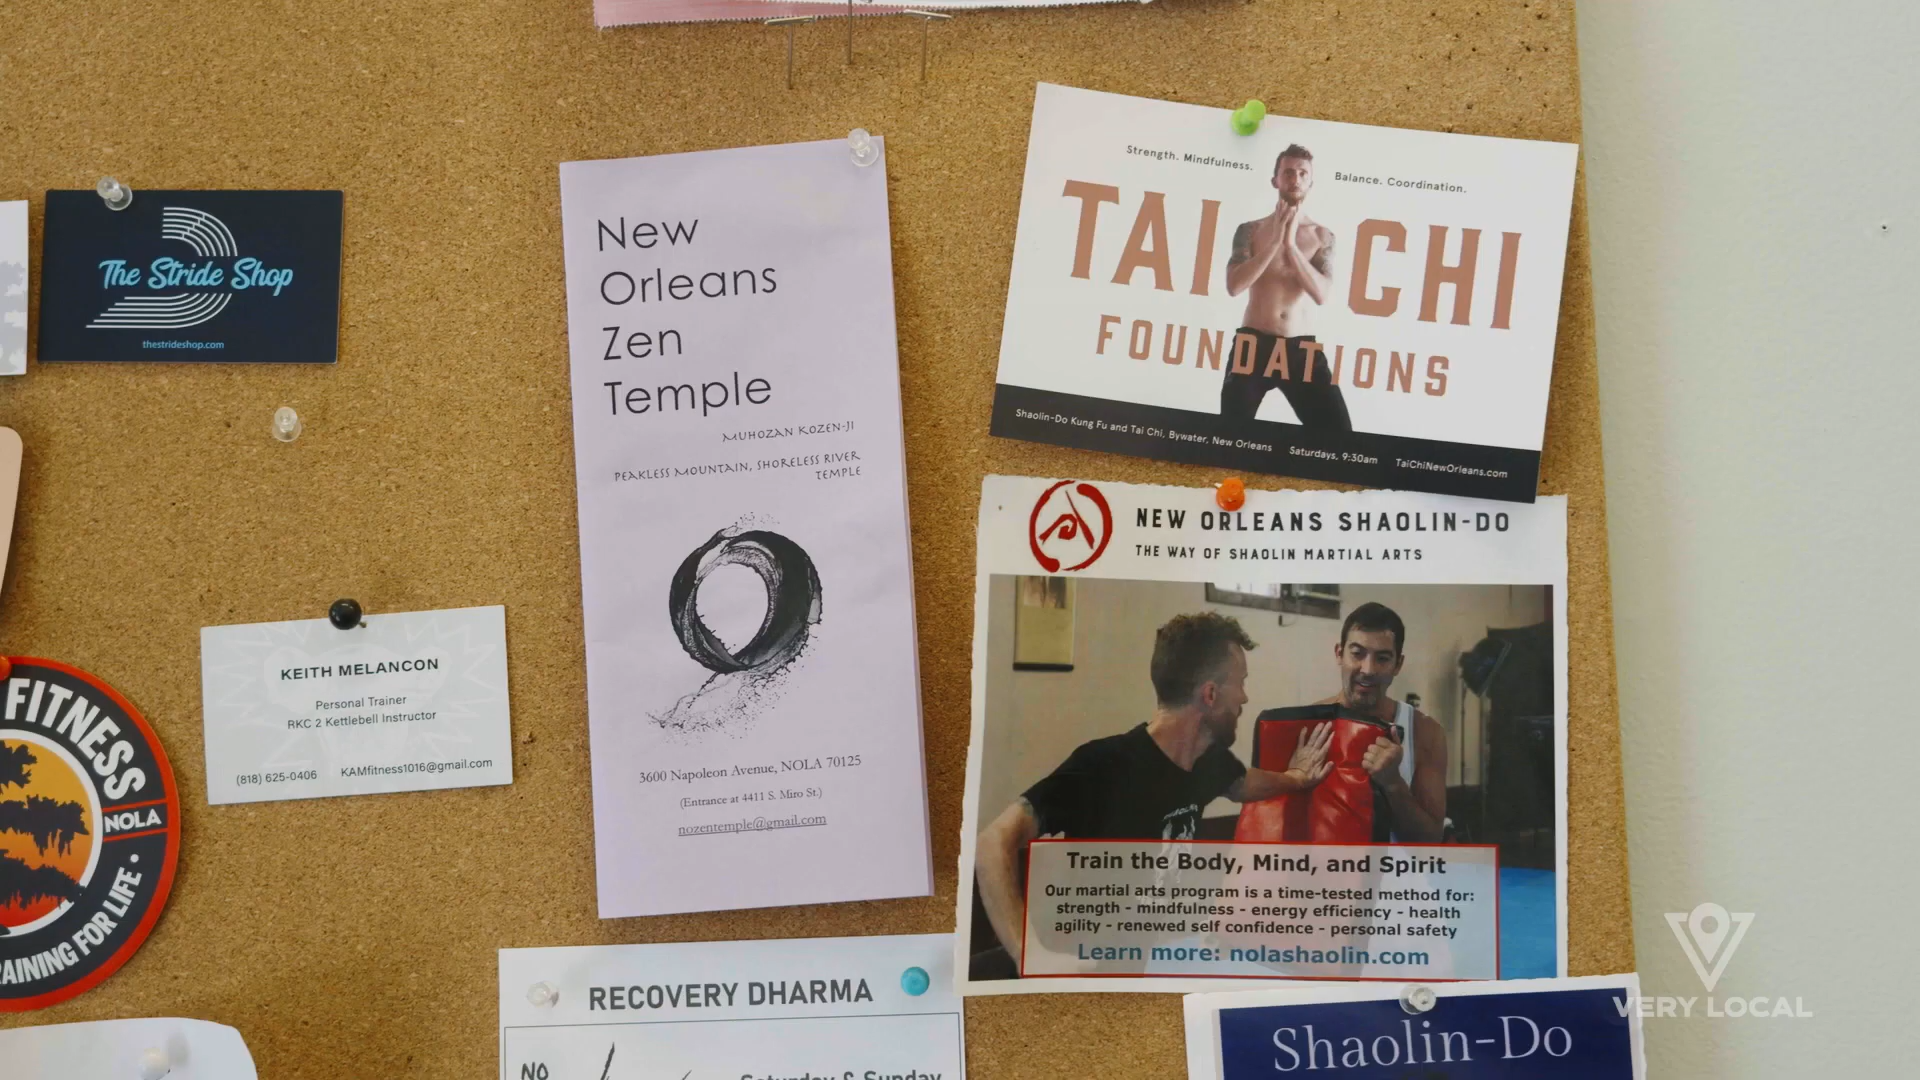 The Stride Shop
thestrideshop.com
New
Orleans
Zen
Temple
MUHOZAN KOZEN-JI
PEAKLESS MOUNTAIN, SHORELESS RIVER
TEMPLE
3600 Napoleon Avenue, NOLA 70125
(Entrance at 4411 S. Miro St.)
nozentemple@gmail.com
Strength. Mindfulness.
Balance. Coordination.
TAI CHI
FOUNDATIONS
Shaolin-Do Kung Fu and Tai Chi, Bywater, New Orleans Saturdays, 9:30am TaiChiNewOrleans.com
NEW ORLEANS SHAOLIN-DO
THE WAY OF SHAOLIN MARTIAL ARTS
Train the Body, Mind, and Spirit
Our martial arts program is a time-tested method for:
strength - mindfulness - energy efficiency - health
agility - renewed self confidence - personal safety
Learn more: nolashaolin.com
KEITH MELANCON
Personal Trainer
RKC 2 Kettlebell Instructor
(818) 625-0406 KAMfitness1016@gmail.com
FITNESS
NOLA
RAINING FOR LIFE •
RECOVERY DHARMA
NO
Saturday & Sunday
Shaolin-Do
VERY LOCAL